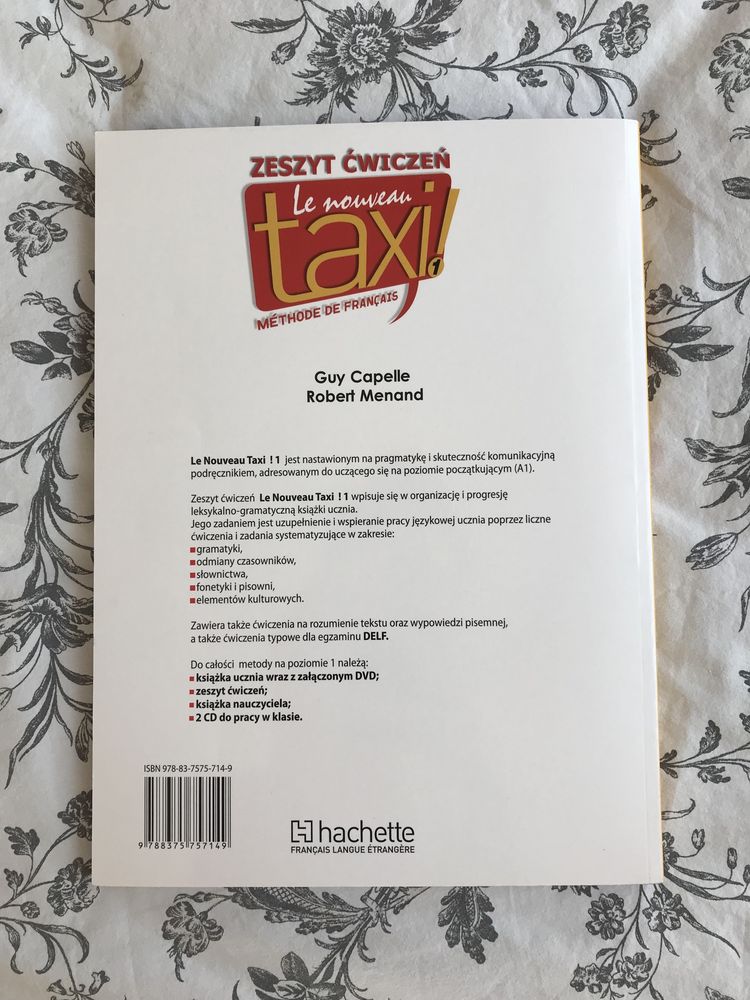 ZESZYT ĆWICZEŃ
Le nouveau
taxi!
1
MÉTHODE DE FRANÇAIS
Guy Capelle
Robert Menand
Le Nouveau Taxi ! 1 jest nastawionym na pragmatykę i skuteczność komunikacyjną
podręcznikiem, adresowanym do uczącego się na poziomie początkującym (A1).
Zeszyt ćwiczeń Le Nouveau Taxi ! 1 wpisuje się w organizację i progresję
leksykalno-gramatyczną książki ucznia.
Jego zadaniem jest uzupełnienie i wspieranie pracy językowej ucznia poprzez liczne
ćwiczenia i zadania systematyzujące w zakresie:
gramatyki,
odmiany czasowników,
słownictwa,
fonetyki i pisowni,
elementów kulturowych.
Zawiera także ćwiczenia na rozumienie tekstu oraz wypowiedzi pisemnej,
a także ćwiczenia typowe dla egzaminu DELF.
Do całości metody na poziomie 1 należą:
książka ucznia wraz z załączonym DVD;
zeszyt ćwiczeń;
książka nauczyciela;
2 CD do pracy w klasie.
ISBN 978-83-7575-714-9
9 788375 757149
hachette
FRANÇAIS LANGUE ÉTRANGÈRE